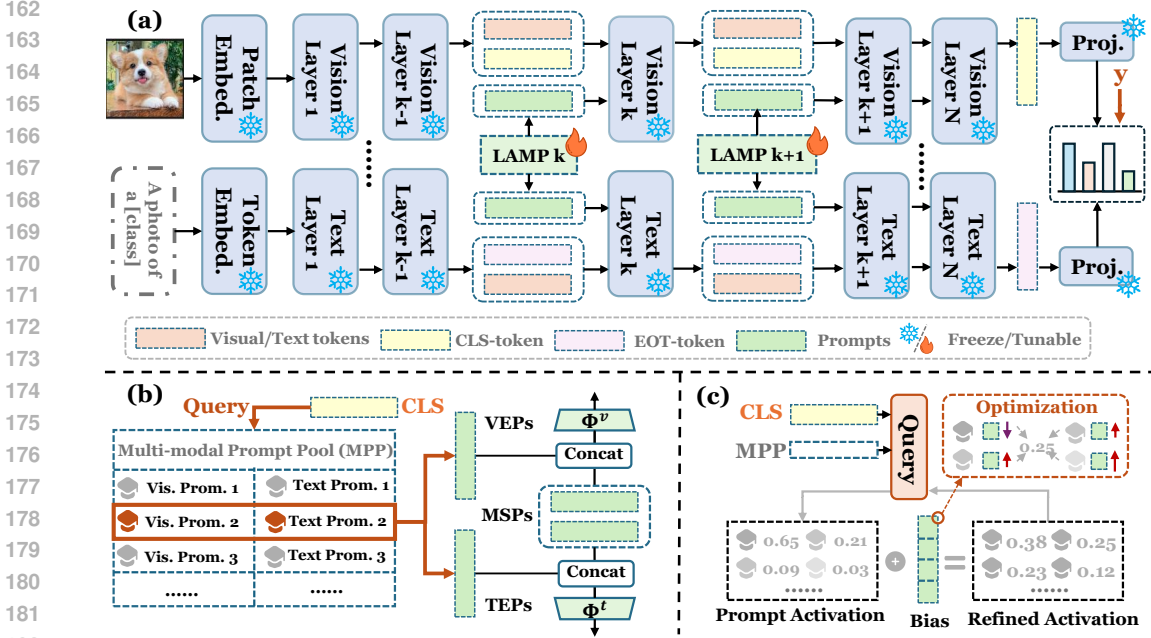 162
163
164
165
166
167
168
169
170
171
172
173
174
175
176
177
178
179
180
181
(a)
Patch Embed.
Vision Layer 1
Vision Layer k-1
Vision Layer k
Vision Layer k+1
Vision Layer N
Proj.
y
LAMP k
LAMP k+1
A photo of a [class]
Token Embed.
Text Layer 1
Text Layer k-1
Text Layer k
Text Layer k+1
Text Layer N
Proj.
Visual/Text tokens
CLS-token
EOT-token
Prompts
Freeze/Tunable
(b)
Query
CLS
Multi-modal Prompt Pool (MPP)
Vis. Prom. 1
Text Prom. 1
Vis. Prom. 2
Text Prom. 2
Vis. Prom. 3
Text Prom. 3
......
......
VEPs
MSPs
TEPs
Φᵛ
Concat
Concat
Φᵗ
(c)
CLS
MPP
Query
Optimization
0.25
0.65
0.21
0.09
0.03
......
Prompt Activation
+
Bias
=
0.38
0.25
0.23
0.12
......
Refined Activation